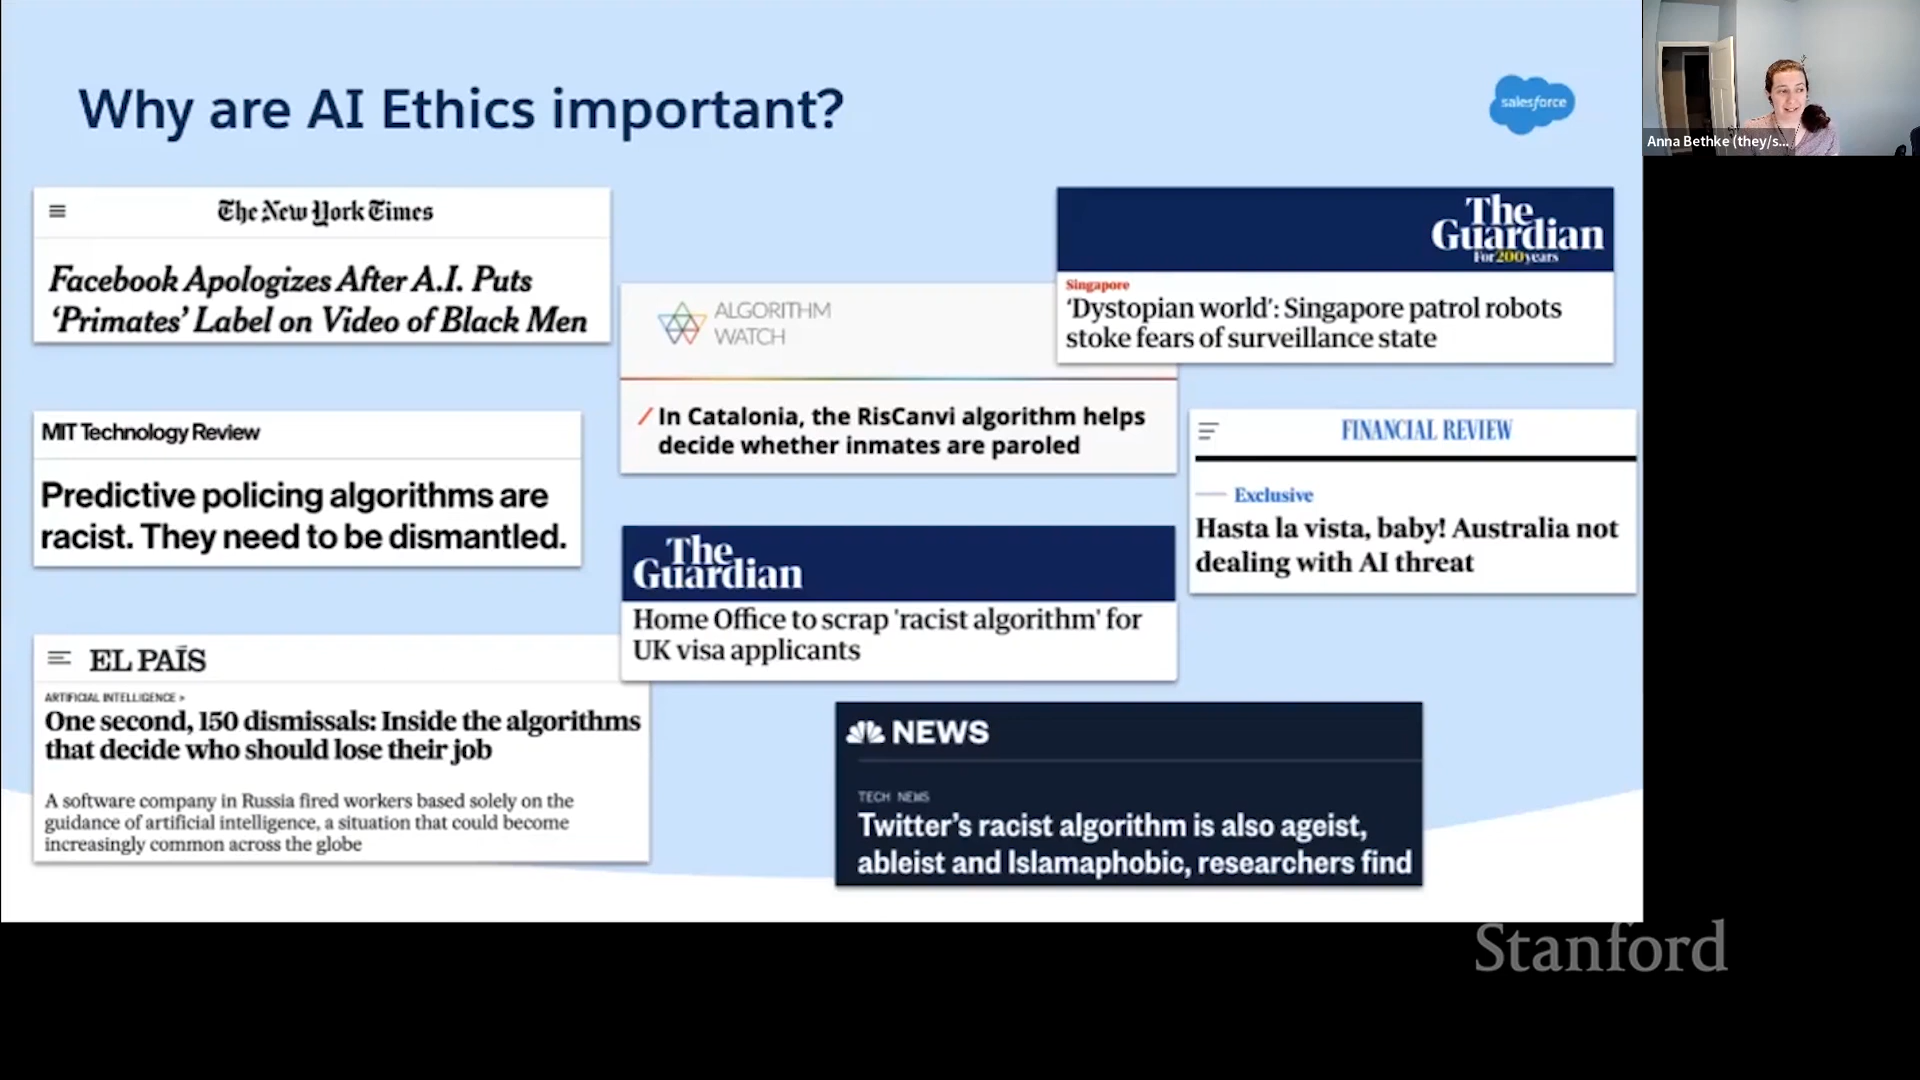 Why are AI Ethics important?
salesforce
Anna Bethke (they/s...
The New York Times
Facebook Apologizes After A.I. Puts
‘Primates’ Label on Video of Black Men
ALGORITHM
WATCH
In Catalonia, the RisCanvi algorithm helps
decide whether inmates are paroled
The
Guardian
For 200 years
Singapore
‘Dystopian world’: Singapore patrol robots
stoke fears of surveillance state
MIT Technology Review
Predictive policing algorithms are
racist. They need to be dismantled.
FINANCIAL REVIEW
Exclusive
Hasta la vista, baby! Australia not
dealing with AI threat
The
Guardian
Home Office to scrap 'racist algorithm' for
UK visa applicants
EL PAÍS
ARTIFICIAL INTELLIGENCE >
One second, 150 dismissals: Inside the algorithms
that decide who should lose their job
A software company in Russia fired workers based solely on the
guidance of artificial intelligence, a situation that could become
increasingly common across the globe
NEWS
TECH NEWS
Twitter’s racist algorithm is also ageist,
ableist and Islamaphobic, researchers find
Stanford